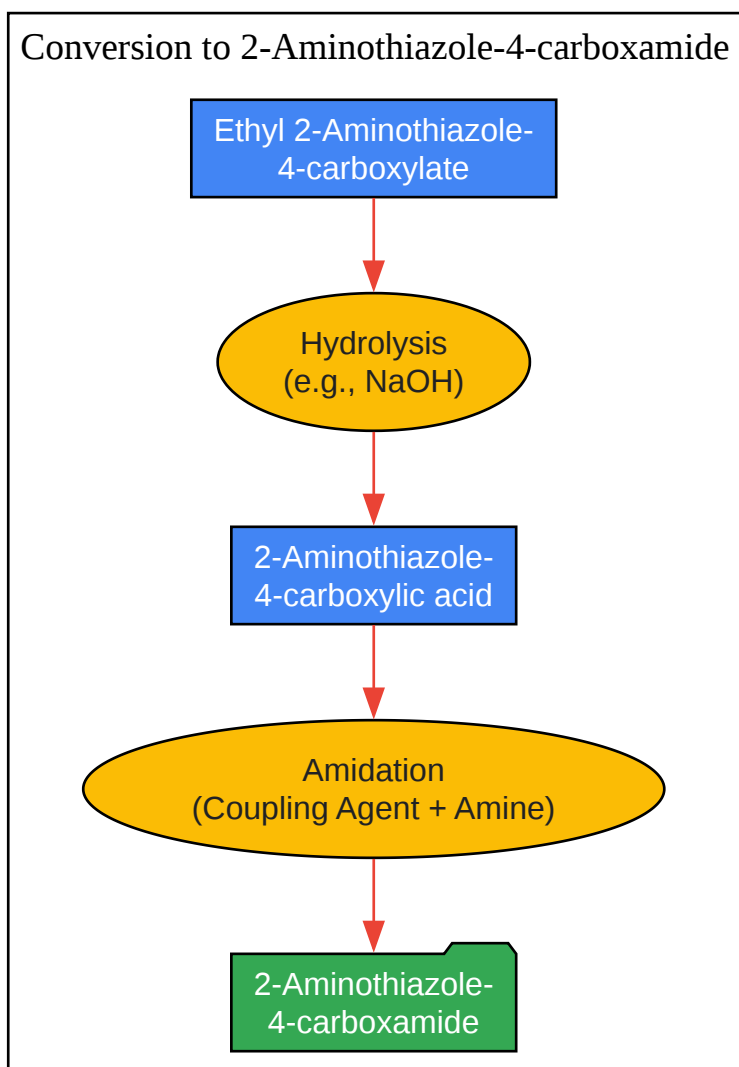 Conversion to 2-Aminothiazole-4-carboxamide
Ethyl 2-Aminothiazole-
4-carboxylate
Hydrolysis
(e.g., NaOH)
2-Aminothiazole-
4-carboxylic acid
Amidation
(Coupling Agent + Amine)
2-Aminothiazole-
4-carboxamide